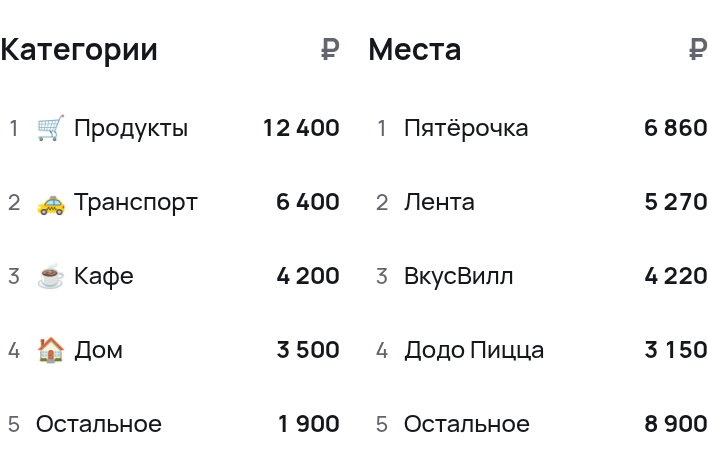 Категории ₽
1 🛒 Продукты 12 400
2 🚕 Транспорт 6 400
3 ☕ Кафе 4 200
4 🏠 Дом 3 500
5 Остальное 1 900
Места ₽
1 Пятёрочка 6 860
2 Лента 5 270
3 ВкусВилл 4 220
4 Додо Пицца 3 150
5 Остальное 8 900